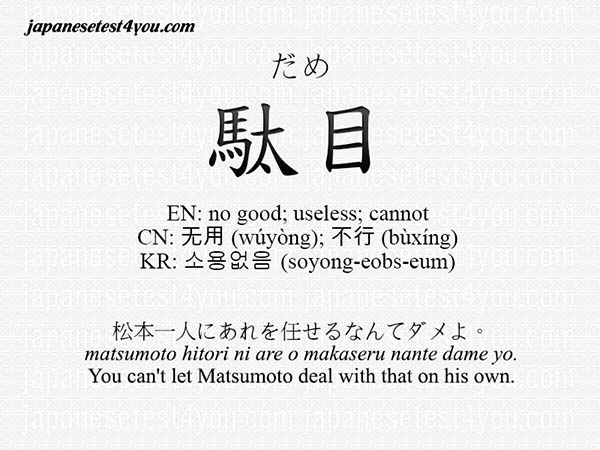 japanesetest4you.com
だめ
駄目
EN: no good; useless; cannot
CN: 无用 (wúyòng); 不行 (bùxíng)
KR: 소용없음 (soyong-eobs-eum)
松本一人にあれを任せるなんてダメよ。
matsumoto hitori ni are o makaseru nante dame yo.
You can't let Matsumoto deal with that on his own.